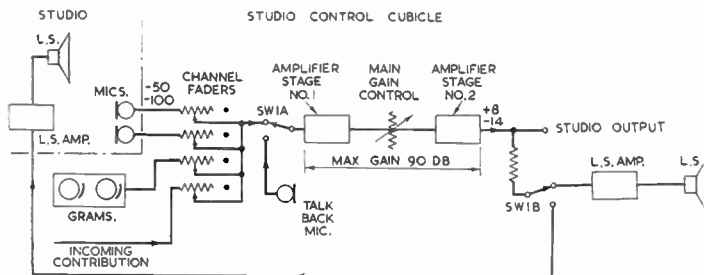 STUDIO
STUDIO CONTROL CUBICLE
L.S.
L.S. AMP.
MICS.
-50
-100
CHANNEL
FADERS
SW1A
AMPLIFIER
STAGE
NO.1
MAIN
GAIN
CONTROL
AMPLIFIER
STAGE
NO.2
+8
-14
STUDIO OUTPUT
MAX GAIN 90 DB
L.S. AMP.
L.S.
SW1B
GRAMS.
TALK
BACK
MIC.
INCOMING
CONTRIBUTION